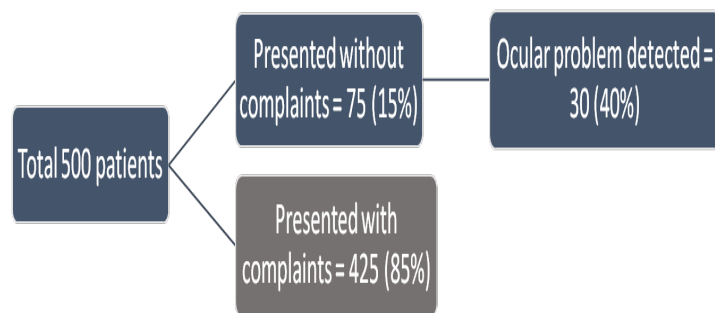 Presented without
complaints = 75 (15%)
Ocular problem detected =
30 (40%)
Total 500 patients
Presented with
complaints = 425 (85%)